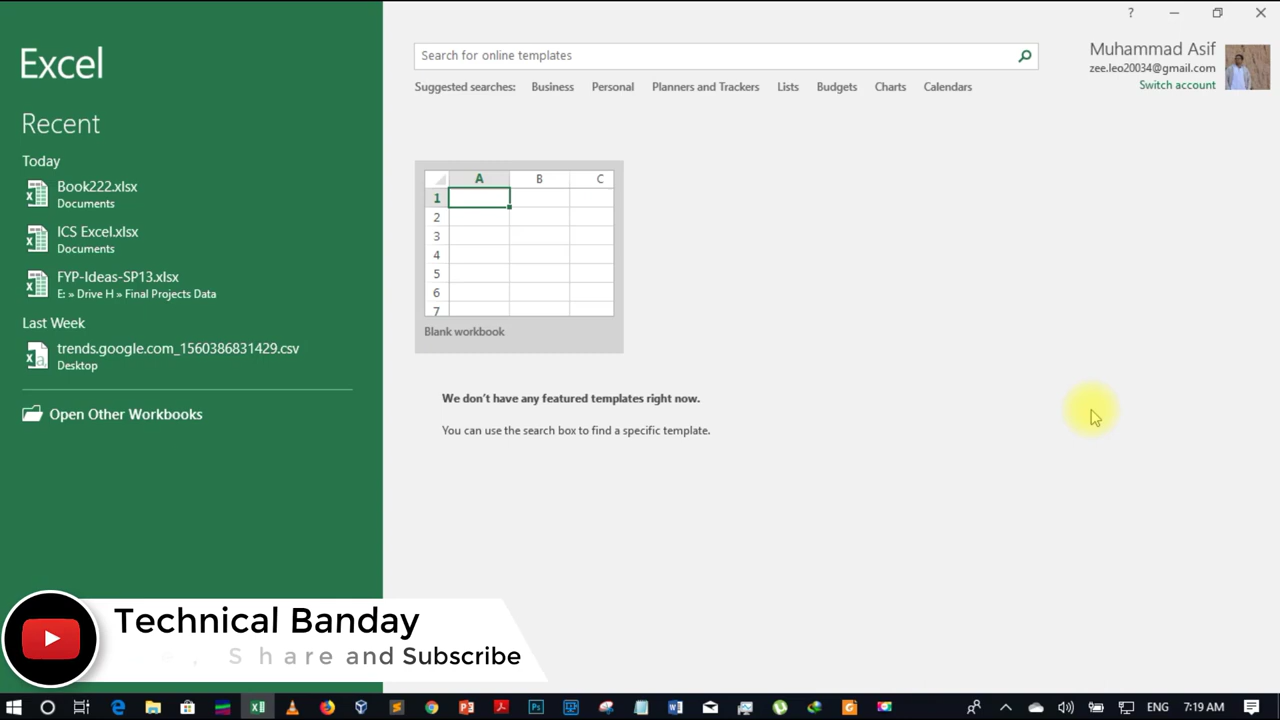 Excel
Recent
Today
Book222.xlsx
Documents
ICS Excel.xlsx
Documents
FYP-Ideas-SP13.xlsx
E: » Drive H » Final Projects Data
Last Week
trends.google.com_1560386831429.csv
Desktop
Open Other Workbooks
?
Search for online templates
Suggested searches: Business Personal Planners and Trackers Lists Budgets Charts Calendars
Muhammad Asif
zee.leo20034@gmail.com
Switch account
A B C
1
2
3
4
5
6
7
Blank workbook
We don't have any featured templates right now.
You can use the search box to find a specific template.
Technical Banday
, Share and Subscribe
ENG 7:19 AM